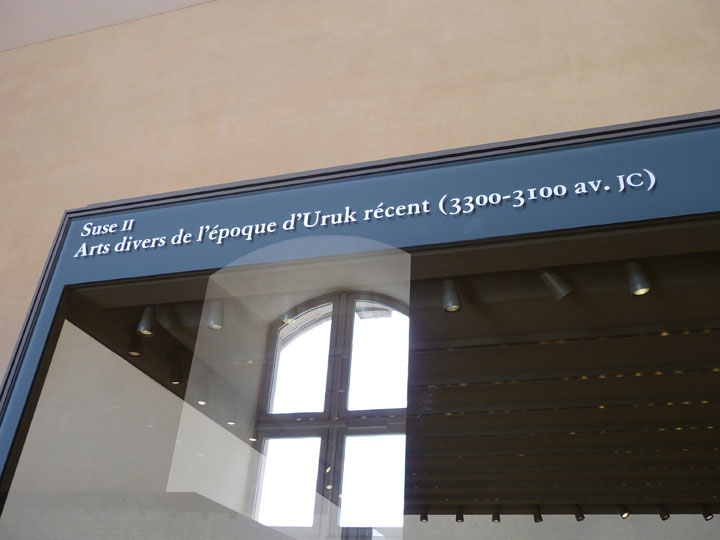 Suse II
Arts divers de l'époque d'Uruk récent (3300-3100 av. JC)